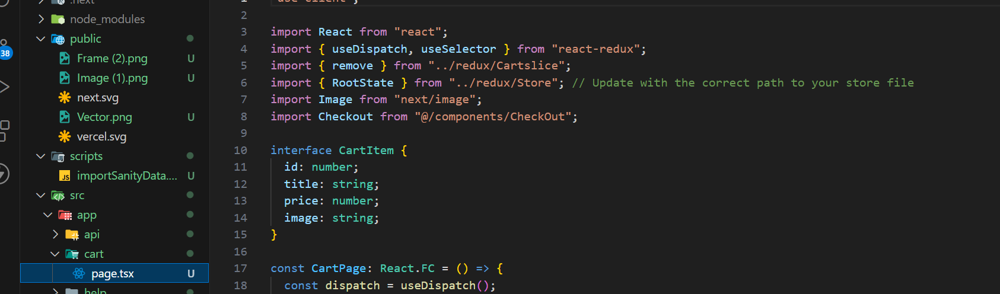 .next
node_modules
public
Frame (2).png U
Image (1).png U
next.svg
Vector.png U
vercel.svg
scripts
importSanityData.... U
src
app
api
cart
page.tsx U
help
38
1 "use client";
2
3 import React from "react";
4 import { useDispatch, useSelector } from "react-redux";
5 import { remove } from "../redux/Cartslice";
6 import { RootState } from "../redux/Store"; // Update with the correct path to your store file
7 import Image from "next/image";
8 import Checkout from "@/components/CheckOut";
9
10 interface CartItem {
11 id: number;
12 title: string;
13 price: number;
14 image: string;
15 }
16
17 const CartPage: React.FC = () => {
18 const dispatch = useDispatch();